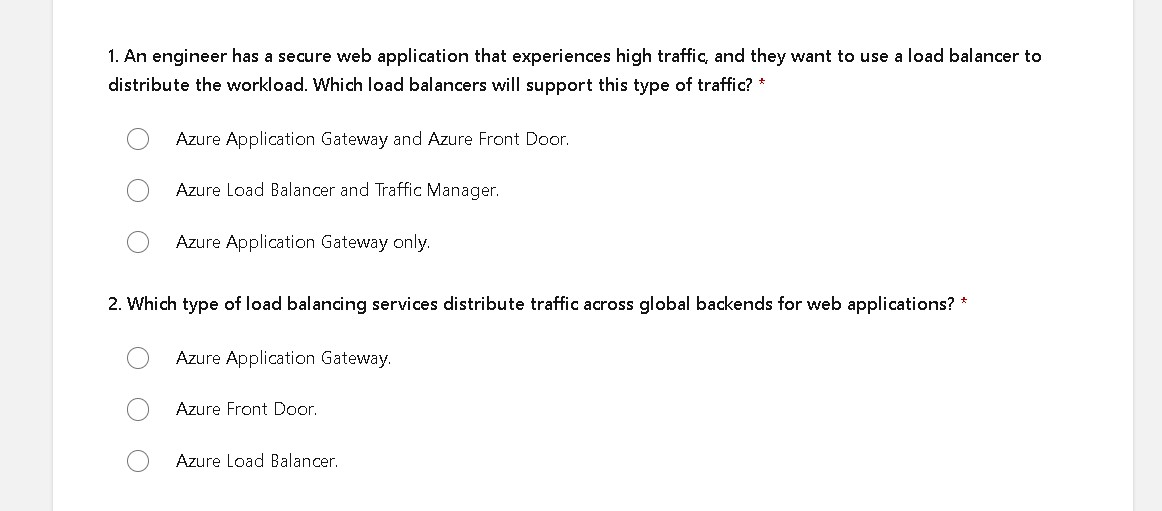 1. An engineer has a secure web application that experiences high traffic, and they want to use a load balancer to
distribute the workload. Which load balancers will support this type of traffic? *
Azure Application Gateway and Azure Front Door.
Azure Load Balancer and Traffic Manager.
Azure Application Gateway only.
2. Which type of load balancing services distribute traffic across global backends for web applications? *
Azure Application Gateway.
Azure Front Door.
Azure Load Balancer.